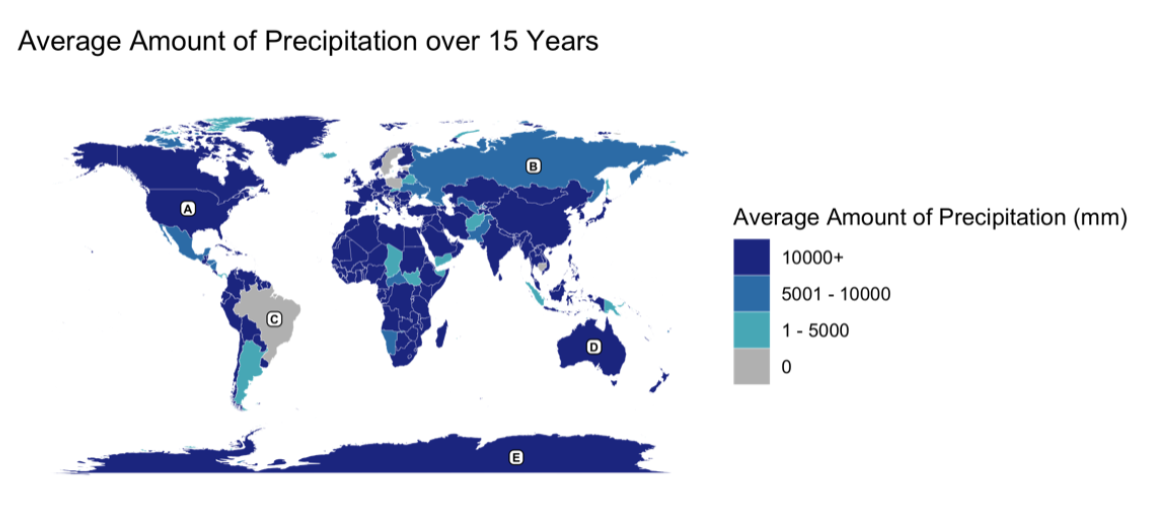 Average Amount of Precipitation over 15 Years
A
B
C
D
E
Average Amount of Precipitation (mm)
10000+
5001 - 10000
1 - 5000
0